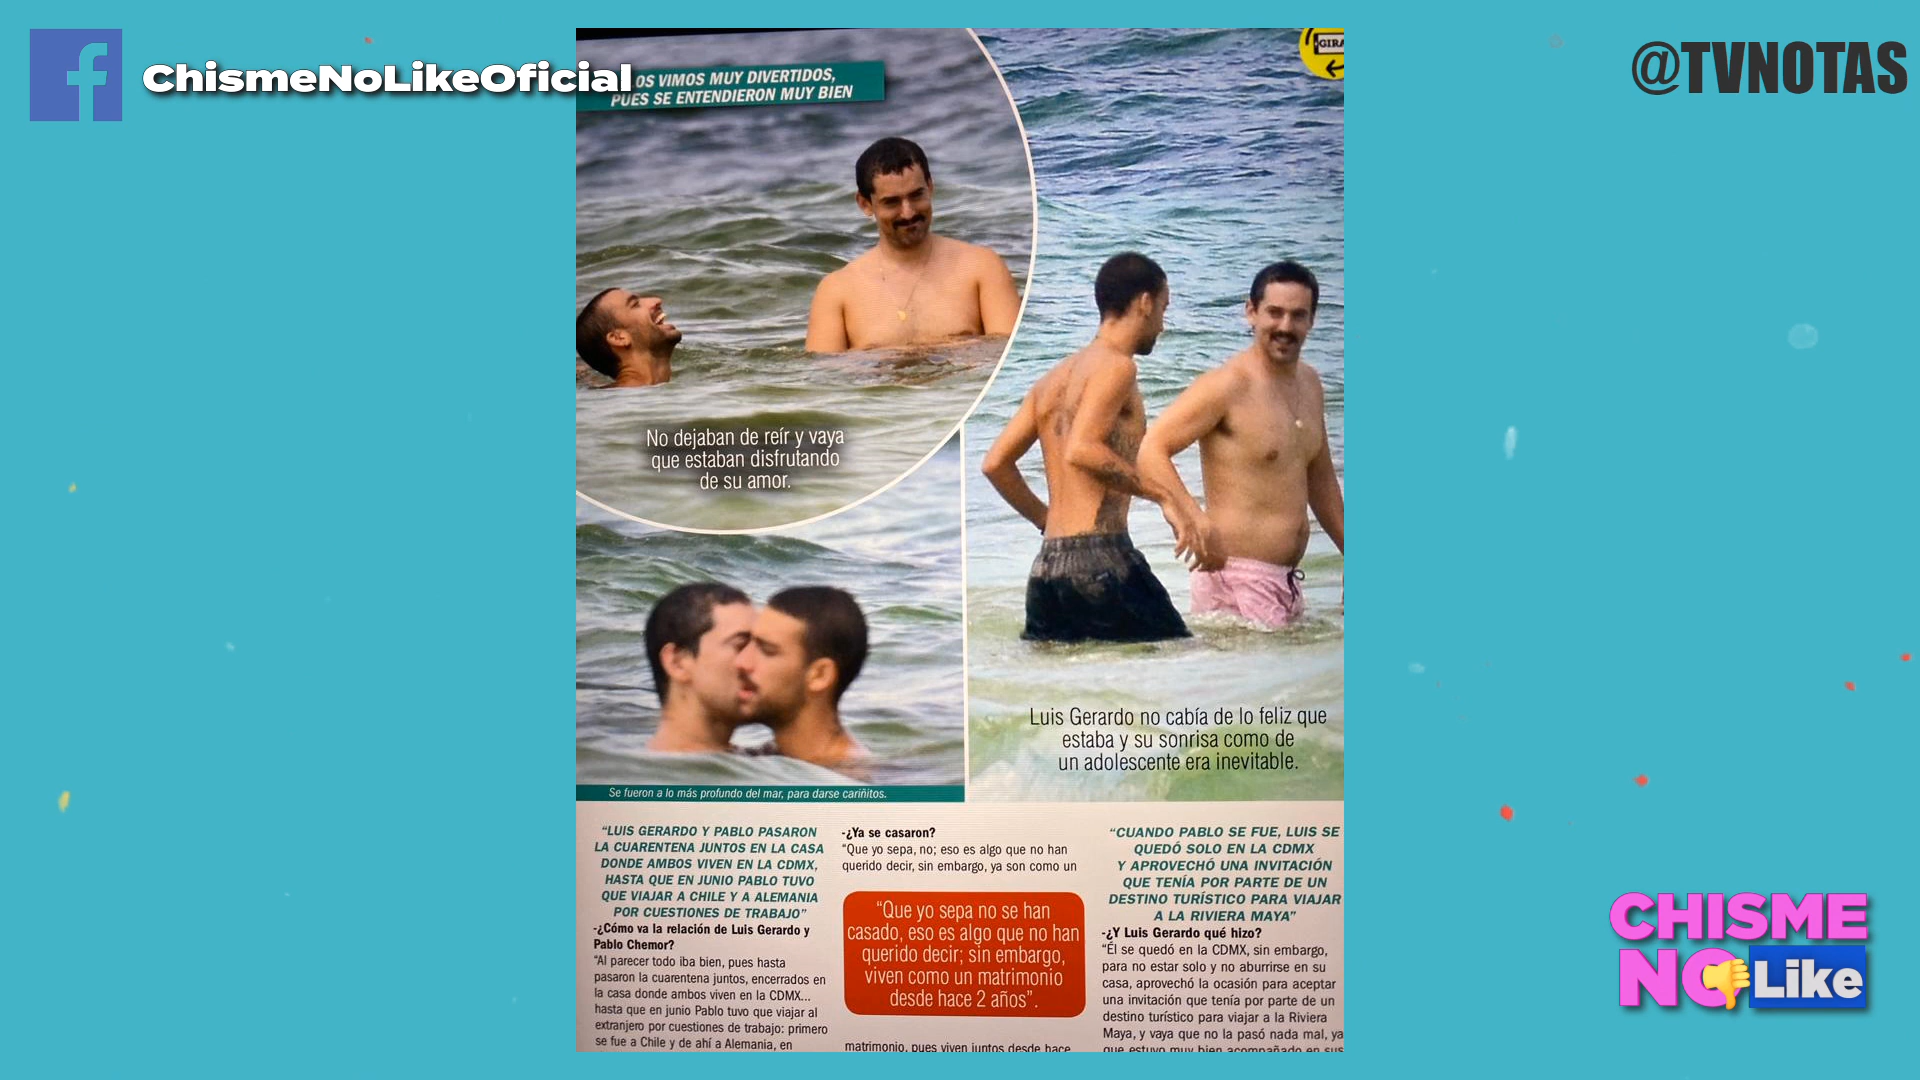 ChismeNoLikeOficial
@TVNOTAS
OS VIMOS MUY DIVERTIDOS,
PUES SE ENTENDIERON MUY BIEN
GIRA
No dejaban de reír y vaya
que estaban disfrutando
de su amor.
Luis Gerardo no cabía de lo feliz que
estaba y su sonrisa como de
un adolescente era inevitable.
Se fueron a lo más profundo del mar, para darse cariñitos.
“LUIS GERARDO Y PABLO PASARON
LA CUARENTENA JUNTOS EN LA CASA
DONDE AMBOS VIVEN EN LA CDMX,
HASTA QUE EN JUNIO PABLO TUVO
QUE VIAJAR A CHILE Y A ALEMANIA
POR CUESTIONES DE TRABAJO”
-¿Cómo va la relación de Luis Gerardo y
Pablo Chemor?
“Al parecer todo iba bien, pues hasta
pasaron la cuarentena juntos, encerrados en
la casa donde ambos viven en la CDMX...
hasta que en junio Pablo tuvo que viajar al
extranjero por cuestiones de trabajo: primero
se fue a Chile y de ahí a Alemania, en
-¿Ya se casaron?
“Que yo sepa, no; eso es algo que no han
querido decir, sin embargo, ya son como un
“Que yo sepa no se han
casado, eso es algo que no han
querido decir; sin embargo,
viven como un matrimonio
desde hace 2 años”.
matrimonio, pues viven juntos desde hace
“CUANDO PABLO SE FUE, LUIS SE
QUEDÓ SOLO EN LA CDMX
Y APROVECHÓ UNA INVITACIÓN
QUE TENÍA POR PARTE DE UN
DESTINO TURÍSTICO PARA VIAJAR
A LA RIVIERA MAYA”
-¿Y Luis Gerardo qué hizo?
“Él se quedó en la CDMX, sin embargo,
para no estar solo y no aburrirse en su
casa, aprovechó la ocasión para aceptar
una invitación que tenía por parte de un
destino turístico para viajar a la Riviera
Maya, y vaya que no la pasó nada mal, ya
que estuvo muy bien acompañado en sus
CHISME
NO Like